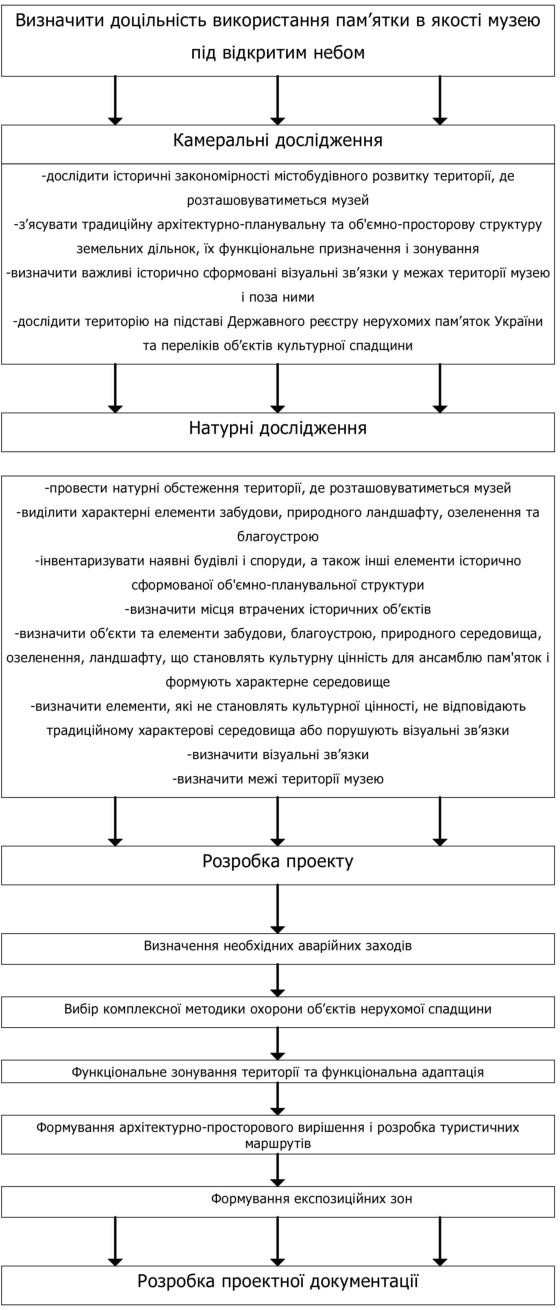 Визначити доцільність використання пам’ятки в якості музею
під відкритим небом
Камеральні дослідження
-дослідити історичні закономірності містобудівного розвитку території, де
розташовуватиметься музей
-з’ясувати традиційну архітектурно-планувальну та об'ємно-просторову структуру
земельних дільнок, їх функціональне призначення і зонування
-визначити важливі історично сформовані візуальні зв’язки у межах території музею
і поза ними
-дослідити територію на підставі Державного реєстру нерухомих пам’яток України
та переліків об’єктів культурної спадщини
Натурні дослідження
-провести натурні обстеження території, де розташовуватиметься музей
-виділити характерні елементи забудови, природного ландшафту, озеленення та
благоустрою
-інвентаризувати наявні будівлі і споруди, а також інші елементи історично
сформованої об'ємно-планувальної структури
-визначити місця втрачених історичних об’єктів
-визначити об’єкти та елементи забудови, благоустрою, природного середовища,
озеленення, ландшафту, що становлять культурну цінність для ансамблю пам'яток і
формують характерне середовище
-визначити елементи, які не становлять культурної цінності, не відповідають
традиційному характерові середовища або порушують візуальні зв’язки
-визначити візуальні зв’язки
-визначити межі території музею
Розробка проекту
Визначення необхідних аварійних заходів
Вибір комплексної методики охорони об’єктів нерухомої спадщини
Функціональне зонування території та функціональна адаптація
Формування архітектурно-просторового вирішення і розробка туристичних
маршрутів
Формування експозиційних зон
Розробка проектної документації